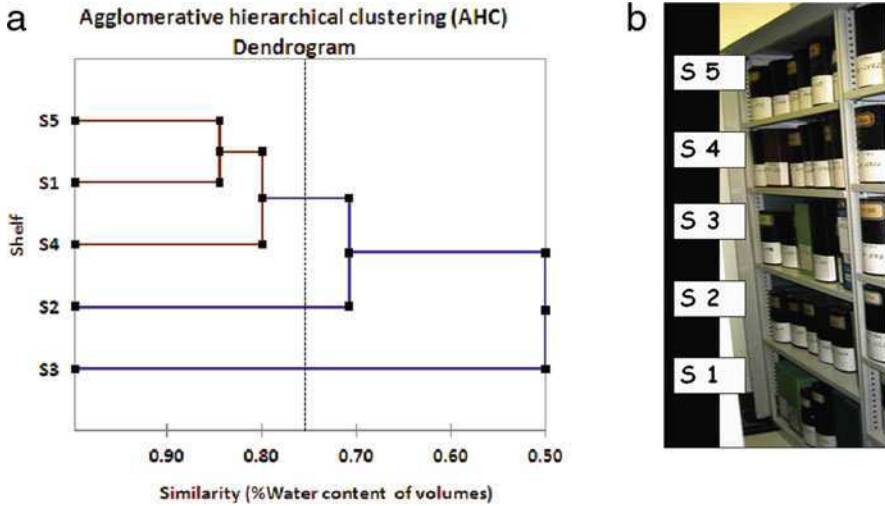 a
Agglomerative hierarchical clustering (AHC)
Dendrogram
S5
S1
S4
S2
S3
Shelf
0.90 0.80 0.70 0.60 0.50
Similarity (%Water content of volumes)
b
S 5
S 4
S 3
S 2
S 1